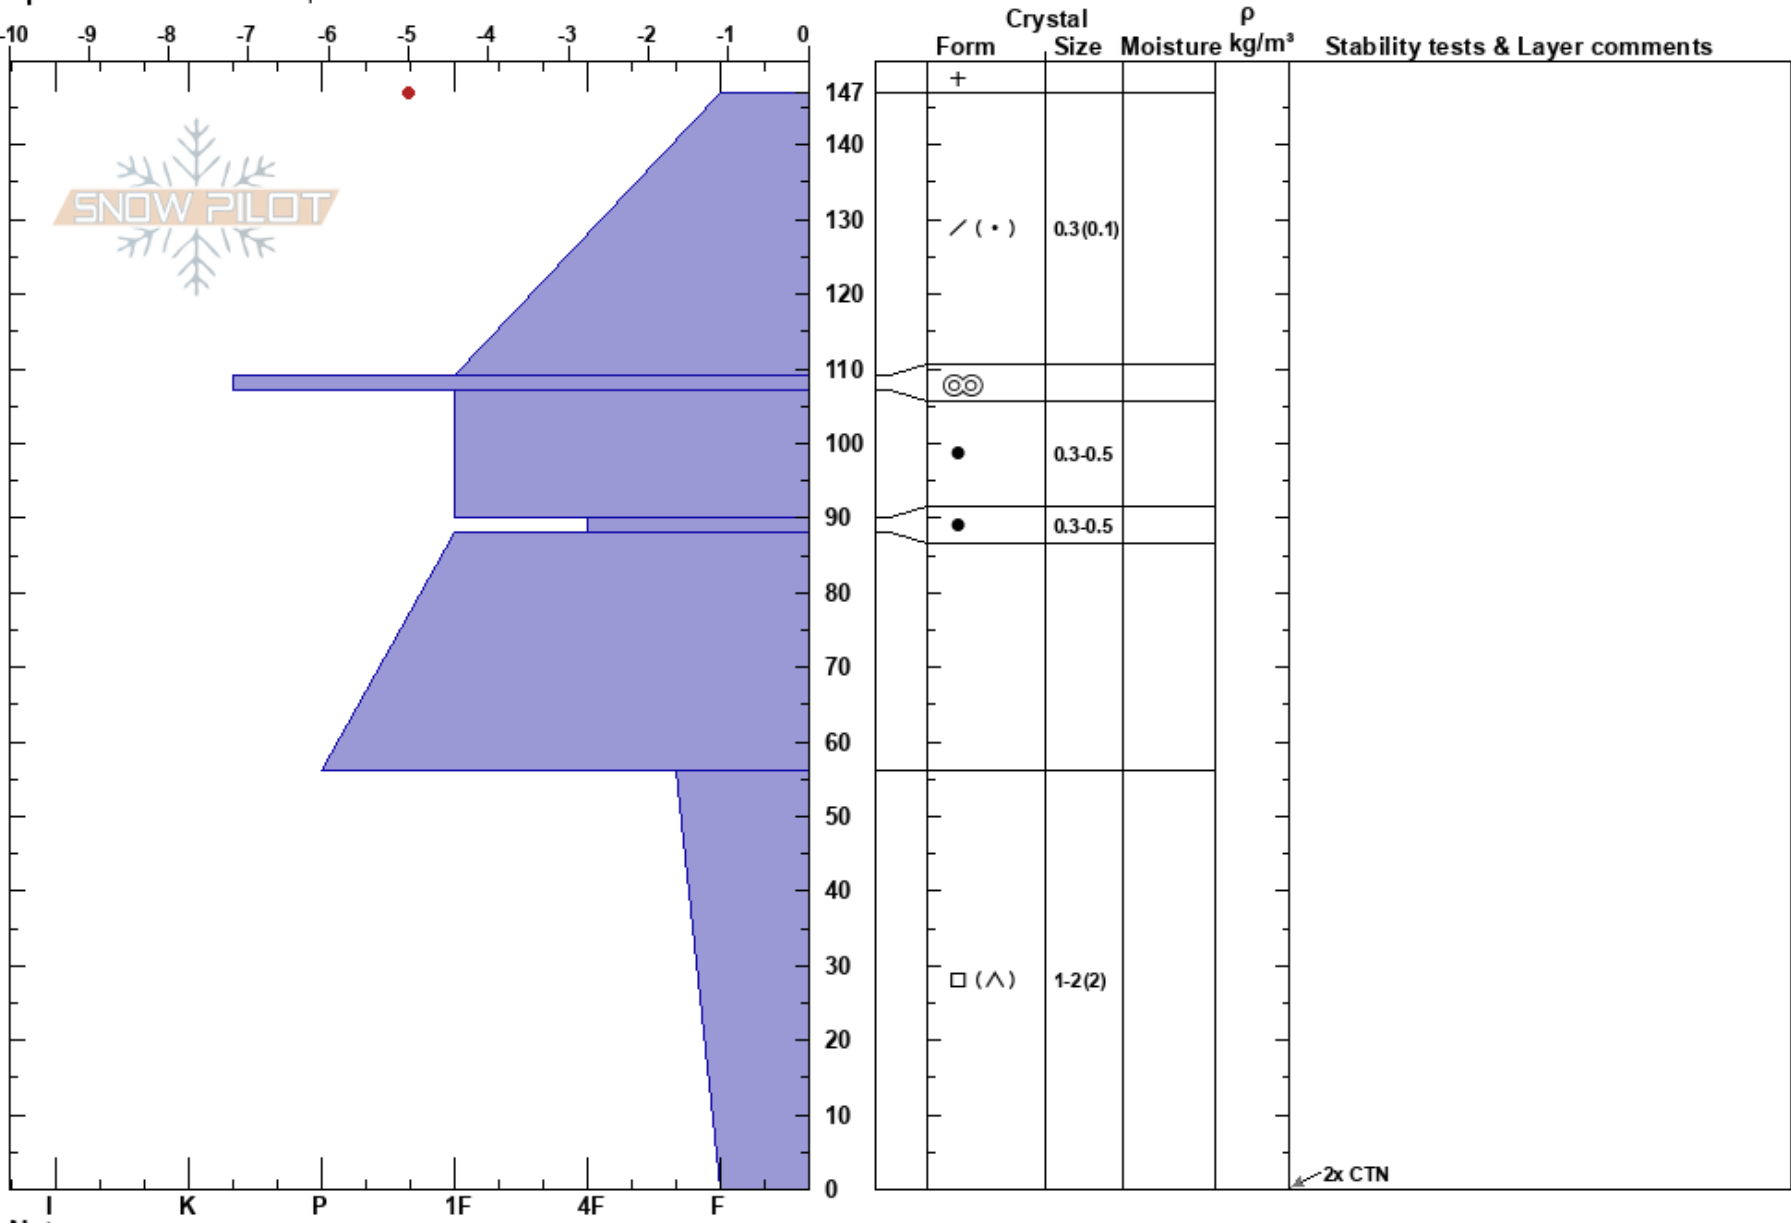 Crystal ρ
-10 -9 -8 -7 -6 -5 -4 -3 -2 -1 0 Form Size Moisture kg/m³ Stability tests & Layer comments
+
147
140
SNOW PILOT
130
/ ( • ) 0.3(0.1)
120
110
100
● 0.3-0.5
90
● 0.3-0.5
80
70
60
50
40
30
□ (∧) 1-2(2)
20
10
2x CTN
0
I K P 1F 4F F